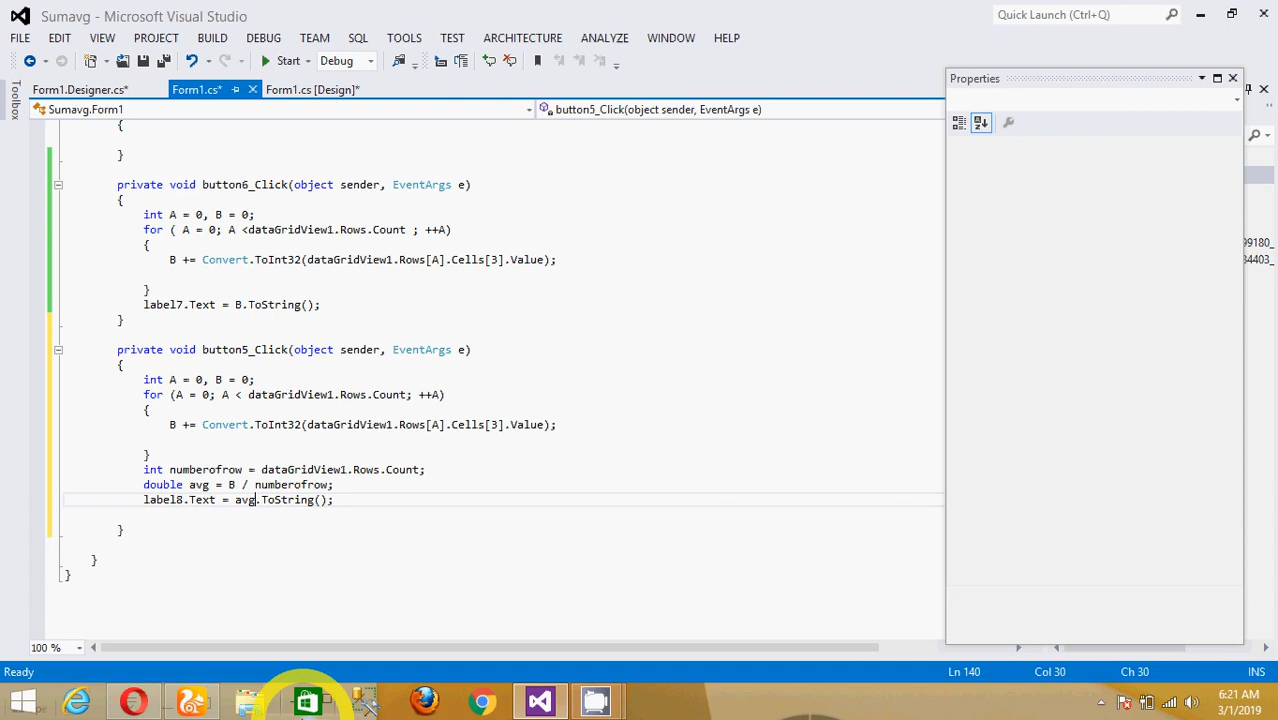 Sumavg - Microsoft Visual Studio
Quick Launch (Ctrl+Q)
FILE EDIT VIEW PROJECT BUILD DEBUG TEAM SQL TOOLS TEST ARCHITECTURE ANALYZE WINDOW HELP
Start Debug
Toolbox
Form1.Designer.cs* Form1.cs* Form1.cs [Design]*
Sumavg.Form1 button5_Click(object sender, EventArgs e)
Properties
{
}
private void button6_Click(object sender, EventArgs e)
{
int A = 0, B = 0;
for ( A = 0; A <dataGridView1.Rows.Count ; ++A)
{
B += Convert.ToInt32(dataGridView1.Rows[A].Cells[3].Value);
}
label7.Text = B.ToString();
}
private void button5_Click(object sender, EventArgs e)
{
int A = 0, B = 0;
for (A = 0; A < dataGridView1.Rows.Count; ++A)
{
B += Convert.ToInt32(dataGridView1.Rows[A].Cells[3].Value);
}
int numberofrow = dataGridView1.Rows.Count;
double avg = B / numberofrow;
label8.Text = avg.ToString();
}
}
}
99180_
34403_
100 %
Ready Ln 140 Col 30 Ch 30 INS
6:21 AM
3/1/2019